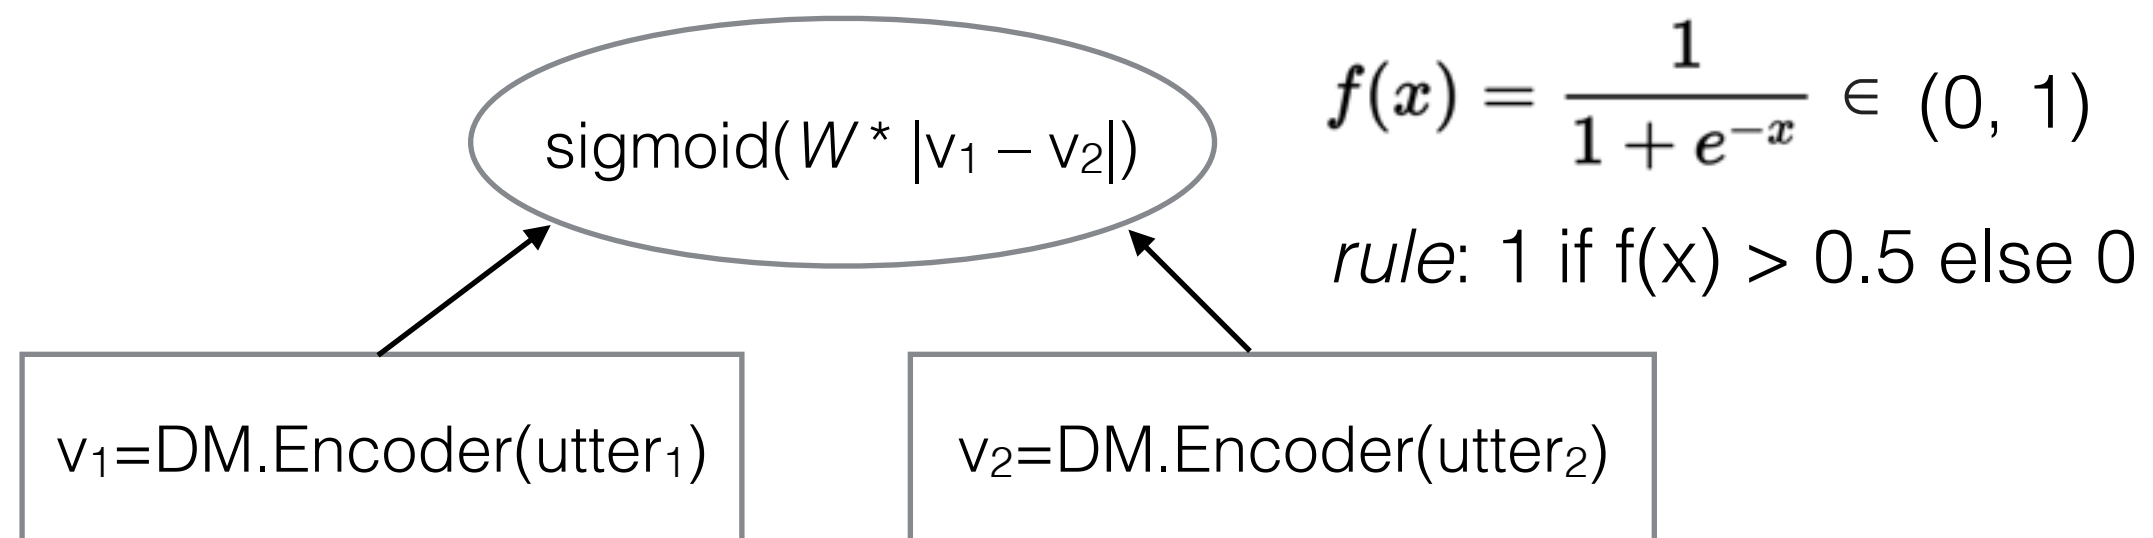 sigmoid(W * |v₁ – v₂|)
f(x) = \frac{1}{1 + e^{-x}} ∈ (0, 1)
rule: 1 if f(x) > 0.5 else 0
v₁=DM.Encoder(utter₁)
v₂=DM.Encoder(utter₂)